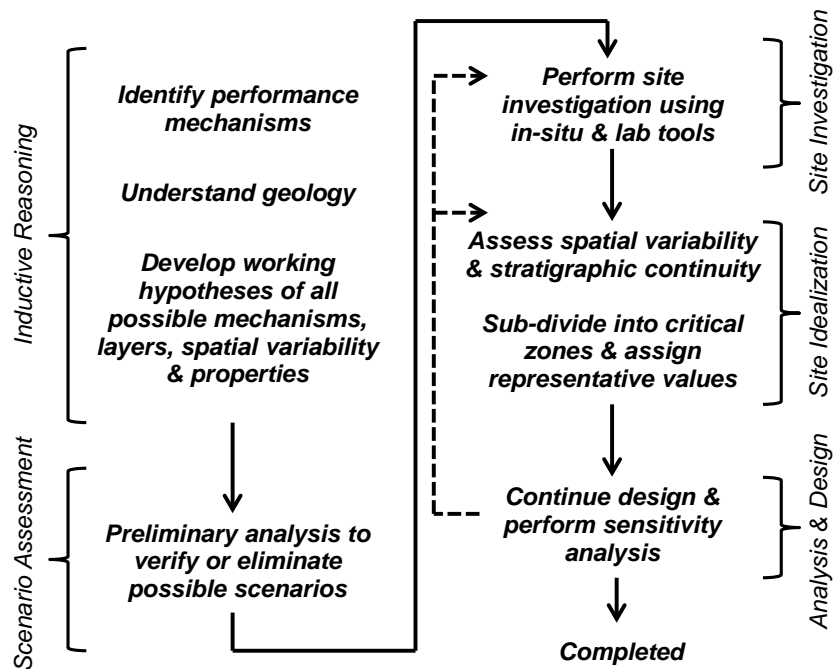 Inductive Reasoning
Identify performance
mechanisms
Understand geology
Develop working
hypotheses of all
possible mechanisms,
layers, spatial variability
& properties
Scenario Assessment
Preliminary analysis to
verify or eliminate
possible scenarios
Perform site
investigation using
in-situ & lab tools
Site Investigation
Assess spatial variability
& stratigraphic continuity
Sub-divide into critical
zones & assign
representative values
Site Idealization
Continue design &
perform sensitivity
analysis
Analysis & Design
Completed